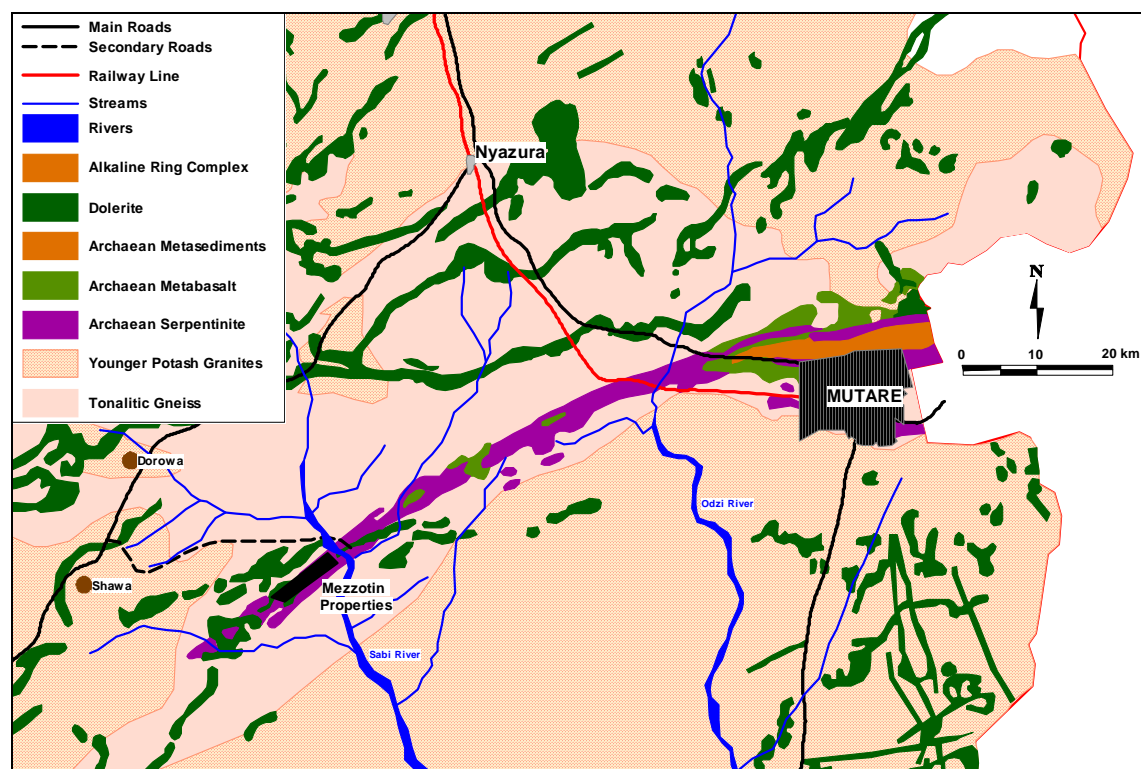 Main Roads
Secondary Roads
Railway Line
Streams
Rivers
Alkaline Ring Complex
Dolerite
Archaean Metasediments
Archaean Metabasalt
Archaean Serpentinite
Younger Potash Granites
Tonalitic Gneiss
Nyazura
N
0 10 20 km
MUTARE
Dorowa
Odzi River
Shawa
Mezzotin
Properties
Sabi River